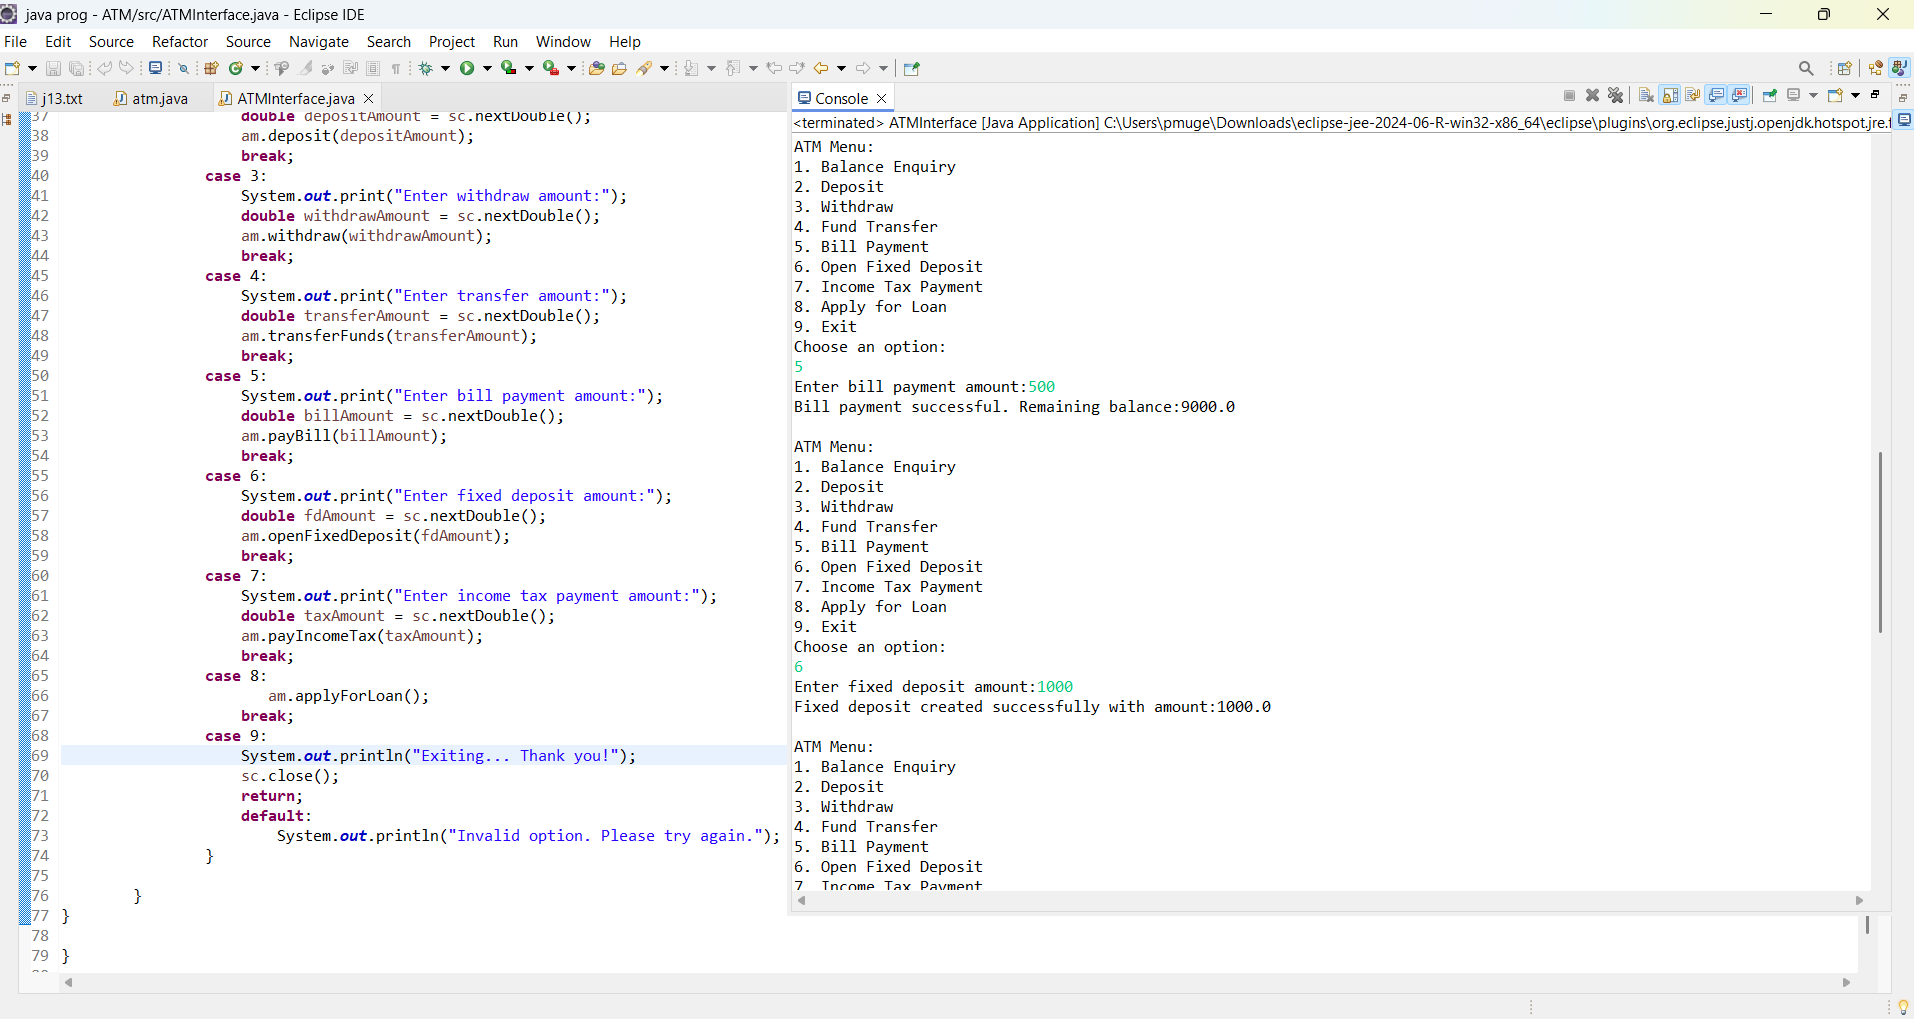 java prog - ATM/src/ATMInterface.java - Eclipse IDE
File Edit Source Refactor Source Navigate Search Project Run Window Help
j13.txt atm.java ATMInterface.java
37 double depositAmount = sc.nextDouble();
38 am.deposit(depositAmount);
39 break;
40 case 3:
41 System.out.print("Enter withdraw amount:");
42 double withdrawAmount = sc.nextDouble();
43 am.withdraw(withdrawAmount);
44 break;
45 case 4:
46 System.out.print("Enter transfer amount:");
47 double transferAmount = sc.nextDouble();
48 am.transferFunds(transferAmount);
49 break;
50 case 5:
51 System.out.print("Enter bill payment amount:");
52 double billAmount = sc.nextDouble();
53 am.payBill(billAmount);
54 break;
55 case 6:
56 System.out.print("Enter fixed deposit amount:");
57 double fdAmount = sc.nextDouble();
58 am.openFixedDeposit(fdAmount);
59 break;
60 case 7:
61 System.out.print("Enter income tax payment amount:");
62 double taxAmount = sc.nextDouble();
63 am.payIncomeTax(taxAmount);
64 break;
65 case 8:
66 am.applyForLoan();
67 break;
68 case 9:
69 System.out.println("Exiting... Thank you!");
70 sc.close();
71 return;
72 default:
73 System.out.println("Invalid option. Please try again.");
74 }
75
76 }
77 }
78
79 }
Console
<terminated> ATMInterface [Java Application] C:\Users\pmuge\Downloads\eclipse-jee-2024-06-R-win32-x86_64\eclipse\plugins\org.eclipse.justj.openjdk.hotspot.jre.f
ATM Menu:
1. Balance Enquiry
2. Deposit
3. Withdraw
4. Fund Transfer
5. Bill Payment
6. Open Fixed Deposit
7. Income Tax Payment
8. Apply for Loan
9. Exit
Choose an option:
5
Enter bill payment amount:500
Bill payment successful. Remaining balance:9000.0
ATM Menu:
1. Balance Enquiry
2. Deposit
3. Withdraw
4. Fund Transfer
5. Bill Payment
6. Open Fixed Deposit
7. Income Tax Payment
8. Apply for Loan
9. Exit
Choose an option:
6
Enter fixed deposit amount:1000
Fixed deposit created successfully with amount:1000.0
ATM Menu:
1. Balance Enquiry
2. Deposit
3. Withdraw
4. Fund Transfer
5. Bill Payment
6. Open Fixed Deposit
7. Income Tax Payment